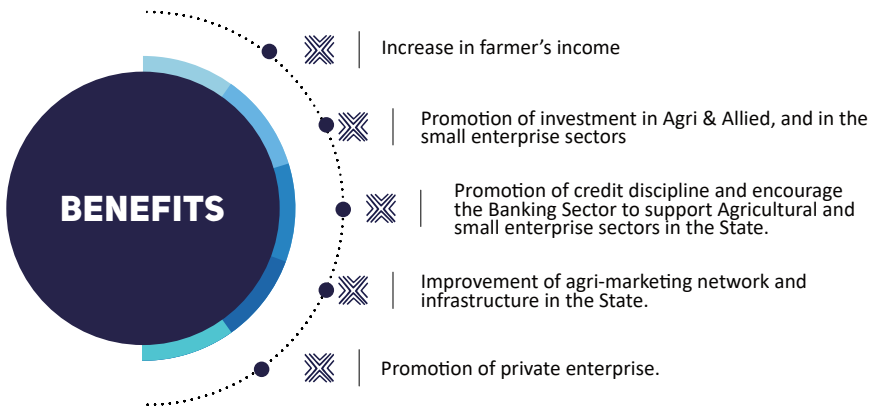 BENEFITS
Increase in farmer's income
Promotion of investment in Agri & Allied, and in the
small enterprise sectors
Promotion of credit discipline and encourage
the Banking Sector to support Agricultural and
small enterprise sectors in the State.
Improvement of agri-marketing network and
infrastructure in the State.
Promotion of private enterprise.